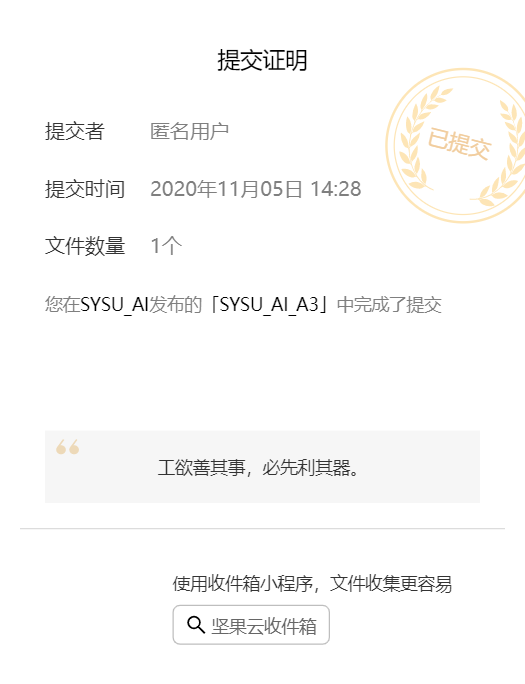 提交证明
已提交
提交者 匿名用户
提交时间 2020年11月05日 14:28
文件数量 1个
您在SYSU_AI发布的「SYSU_AI_A3」中完成了提交
工欲善其事，必先利其器。
使用收件箱小程序，文件收集更容易
坚果云收件箱